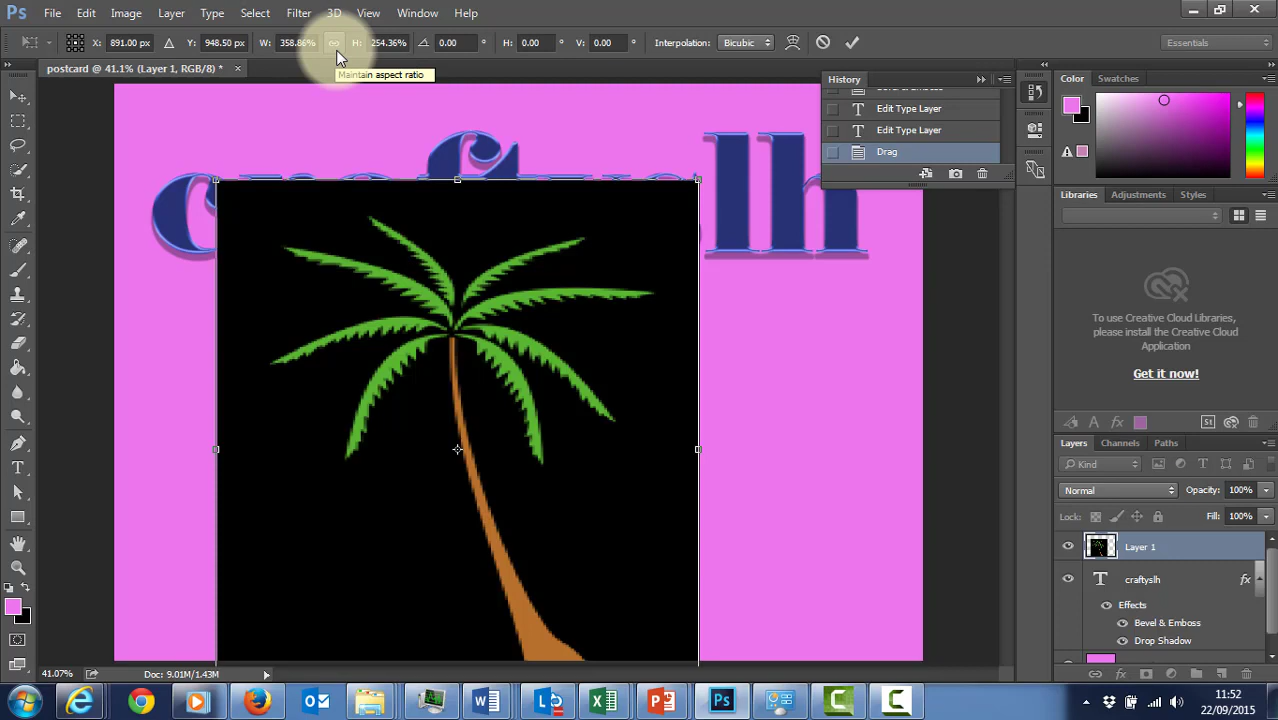 Ps File Edit Image Layer Type Select Filter 3D View Window Help
X: 891.00 px Y: 948.50 px W: 358.86% H: 254.36% 0.00 ° H: 0.00 ° V: 0.00 ° Interpolation: Bicubic Essentials
Maintain aspect ratio
postcard @ 41.1% (Layer 1, RGB/8) * ×
History
Edit Type Layer
Edit Type Layer
Drag
Color Swatches
Libraries Adjustments Styles
To use Creative Cloud Libraries,
please install the Creative Cloud
Application
Get it now!
Layers Channels Paths
Kind
Normal Opacity: 100%
Lock: Fill: 100%
Layer 1
T craftyslh fx
Effects
Bevel & Emboss
Drop Shadow
41.07% Doc: 9.01M/1.43M
11:52
22/09/2015